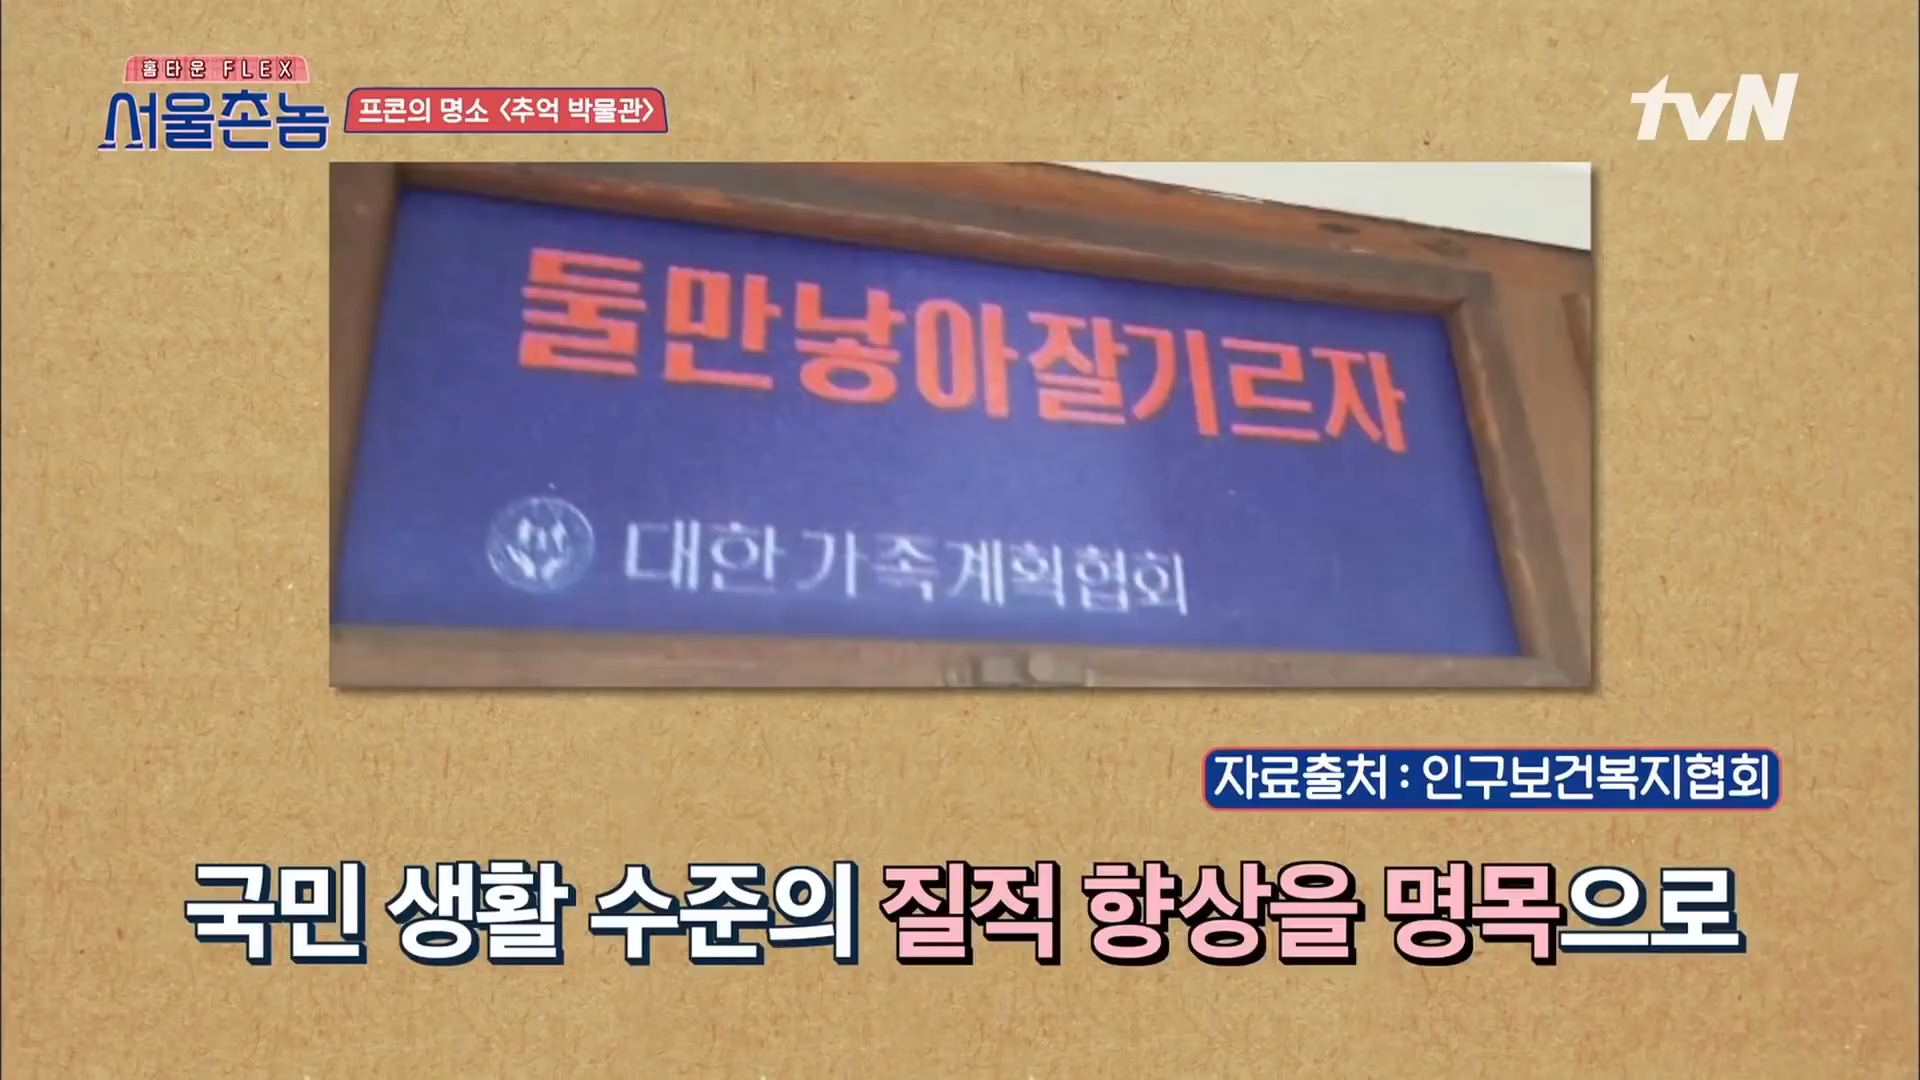 홈타운 FLEX
서울촌놈
프콘의 명소 <추억 박물관>
tvN
둘만낳아잘기르자
대한가족계획협회
자료출처 : 인구보건복지협회
국민 생활 수준의 질적 향상을 명목으로